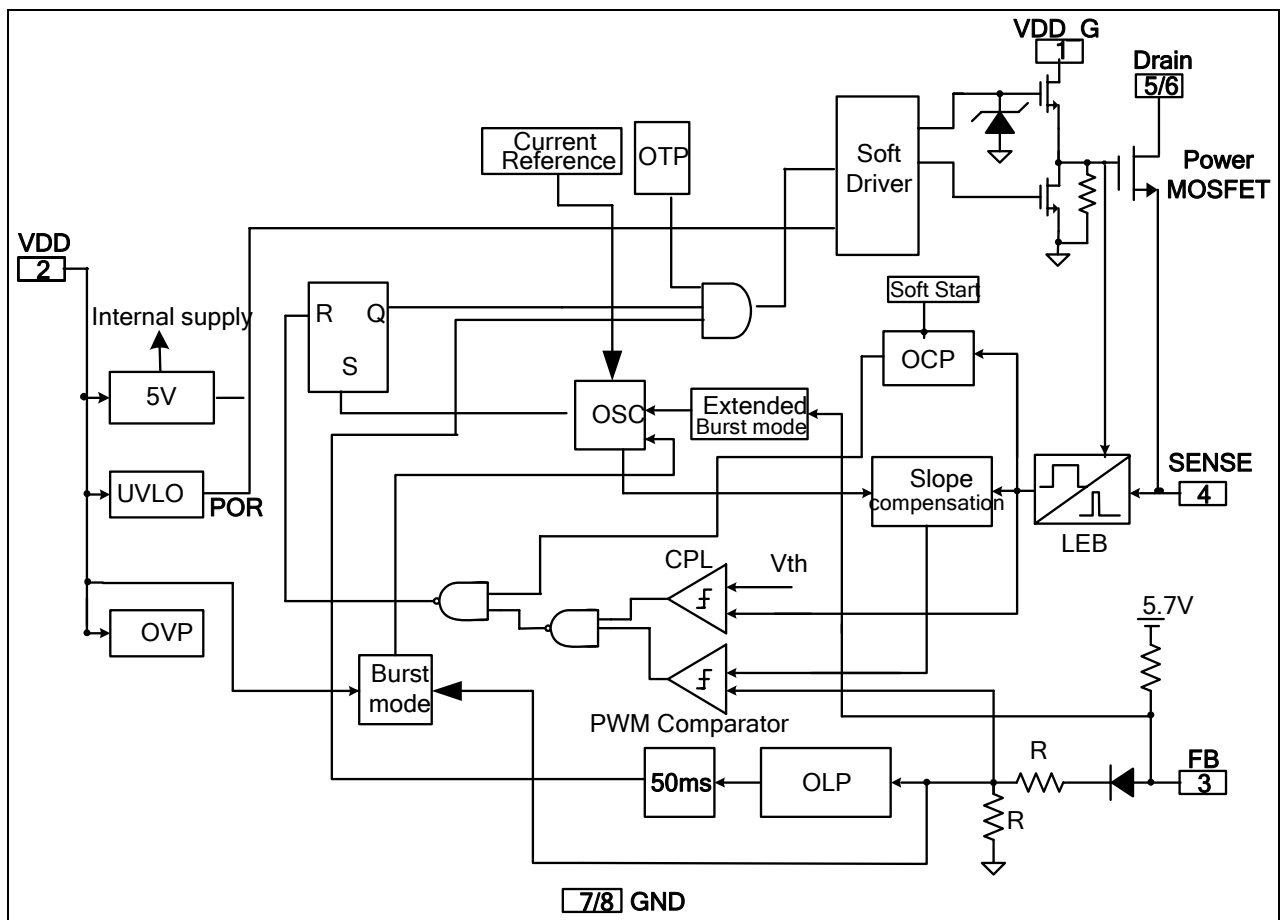 VDD_G
1
Drain
5/6
Current
Reference
OTP
Soft
Driver
Power
MOSFET
VDD
2
Soft Start
Internal supply
R Q
S
OCP
5V
OSC
Extended
Burst mode
UVLO
POR
Slope
compensation
SENSE
4
LEB
CPL
Vth
5.7V
OVP
Burst
mode
PWM Comparator
R
FB
3
50ms
OLP
R
7/8 GND